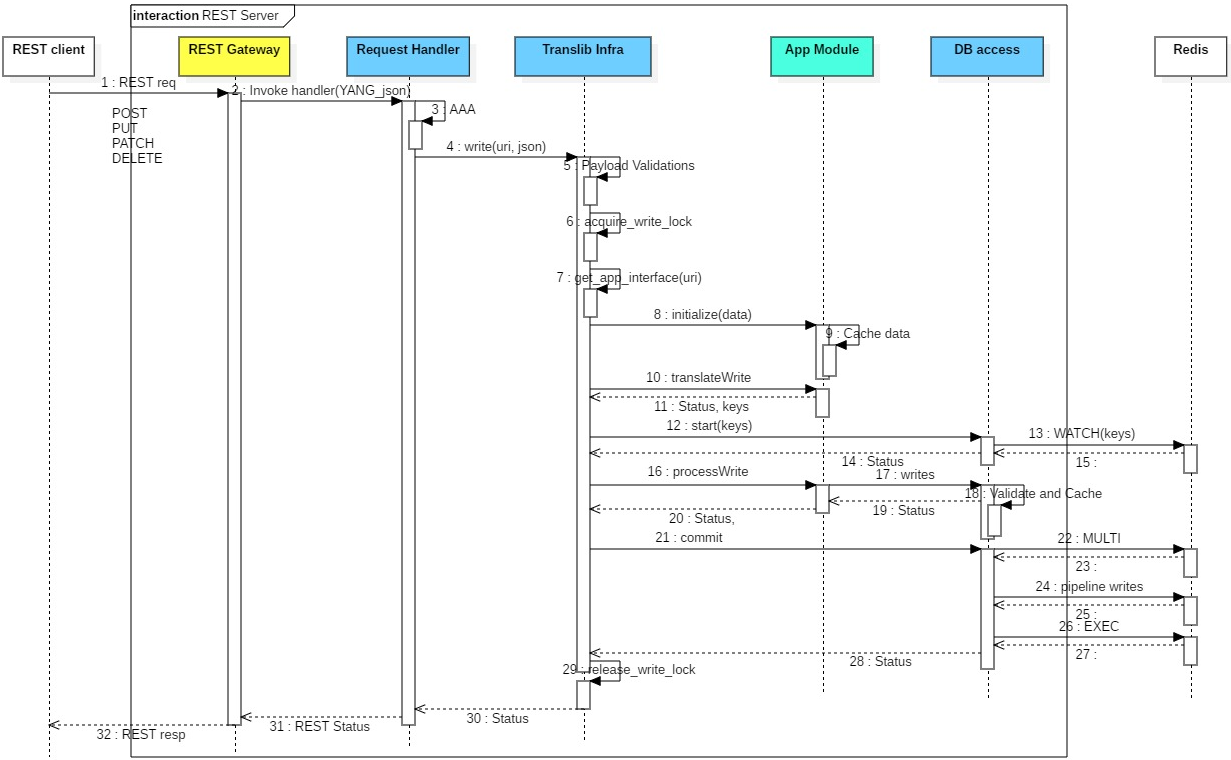 interaction REST Server
REST client
REST Gateway
Request Handler
Translib Infra
App Module
DB access
Redis
1 : REST req
2 : Invoke handler(YANG_json)
3 : AAA
POST
PUT
PATCH
DELETE
4 : write(uri, json)
5 : Payload Validations
6 : acquire_write_lock
7 : get_app_interface(uri)
8 : initialize(data)
9 : Cache data
10 : translateWrite
11 : Status, keys
12 : start(keys)
13 : WATCH(keys)
14 : Status
15 :
16 : processWrite
17 : writes
18 : Validate and Cache
19 : Status
20 : Status,
21 : commit
22 : MULTI
23 :
24 : pipeline writes
25 :
26 : EXEC
27 :
28 : Status
29 : release_write_lock
30 : Status
31 : REST Status
32 : REST resp